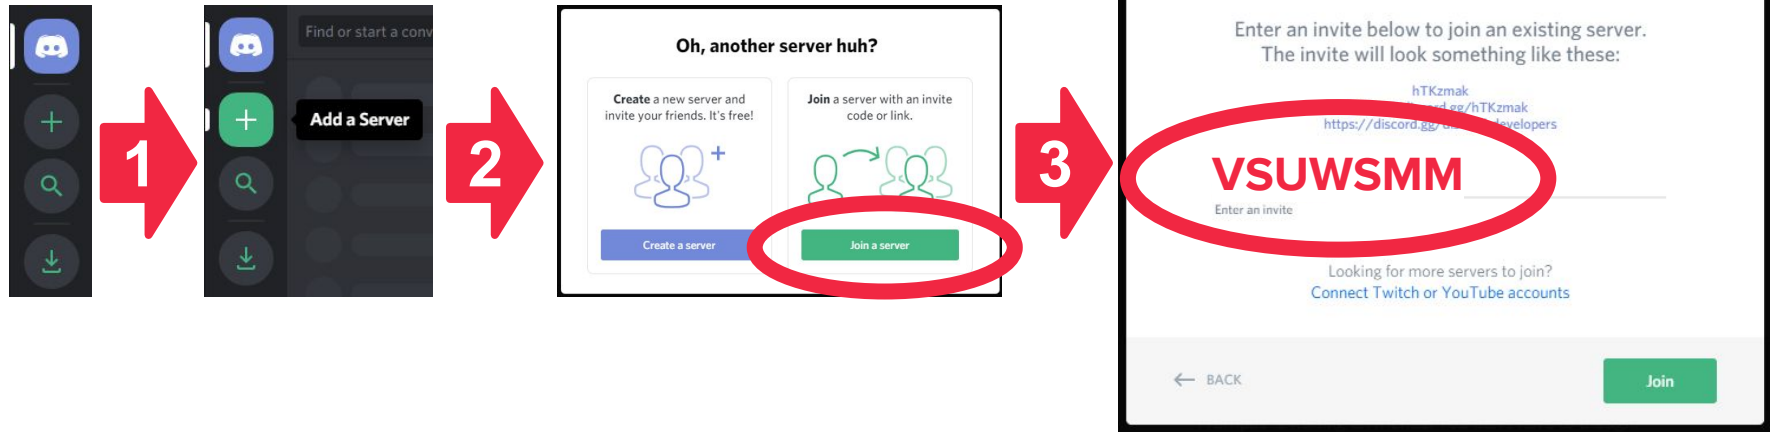 1
Find or start a conv
Add a Server
2
Oh, another server huh?
Create a new server and
invite your friends. It's free!
Create a server
Join a server with an invite
code or link.
Join a server
3
Enter an invite below to join an existing server.
The invite will look something like these:
hTKzmak
/hTKzmak
https://discord.gg/
VSUWSMM
Enter an invite
Looking for more servers to join?
Connect Twitch or YouTube accounts
BACK
Join